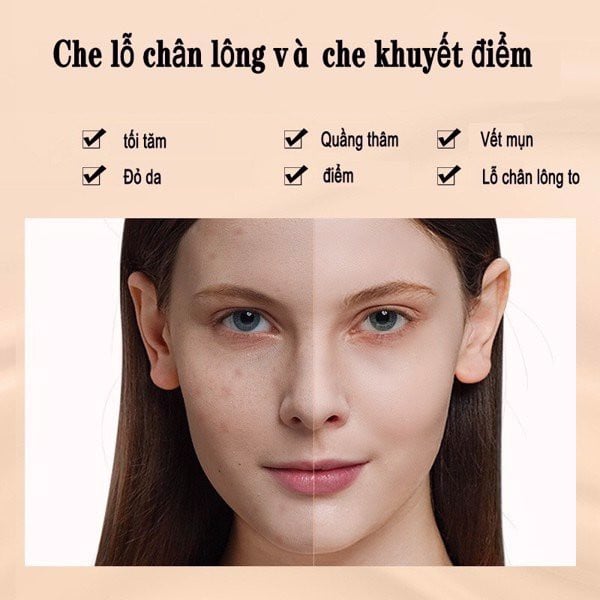 Che lỗ chân lông và che khuyết điểm
tối tăm Quầng thâm Vết mụn
Đỏ da điểm Lỗ chân lông to